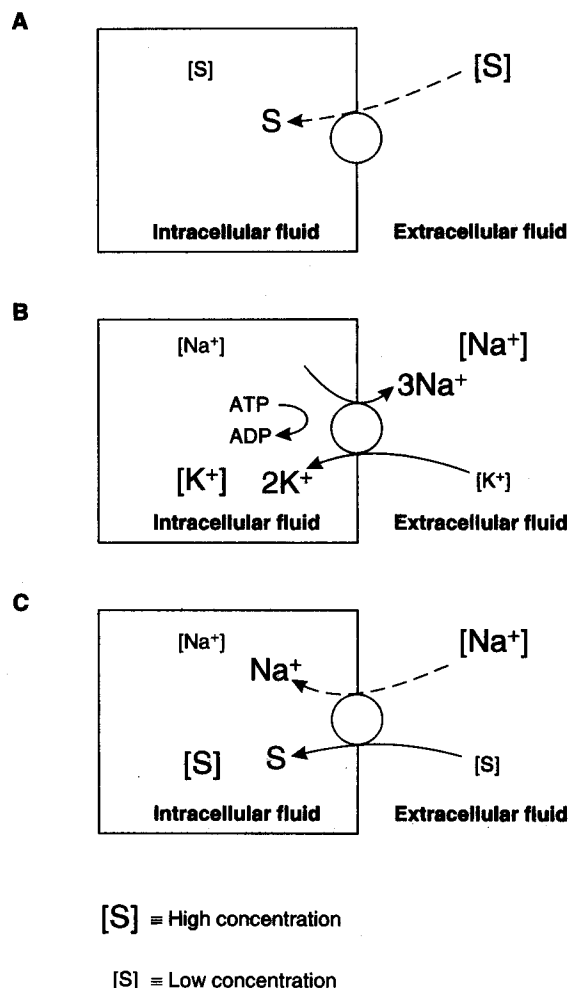 A
[S]
[S]
S
Intracellular fluid Extracellular fluid
B
[Na⁺]
[Na⁺]
3Na⁺
ATP
ADP
[K⁺] 2K⁺ [K⁺]
Intracellular fluid Extracellular fluid
C
[Na⁺] [Na⁺]
Na⁺
[S] S [S]
Intracellular fluid Extracellular fluid
[S] ≡ High concentration
[S] ≡ Low concentration